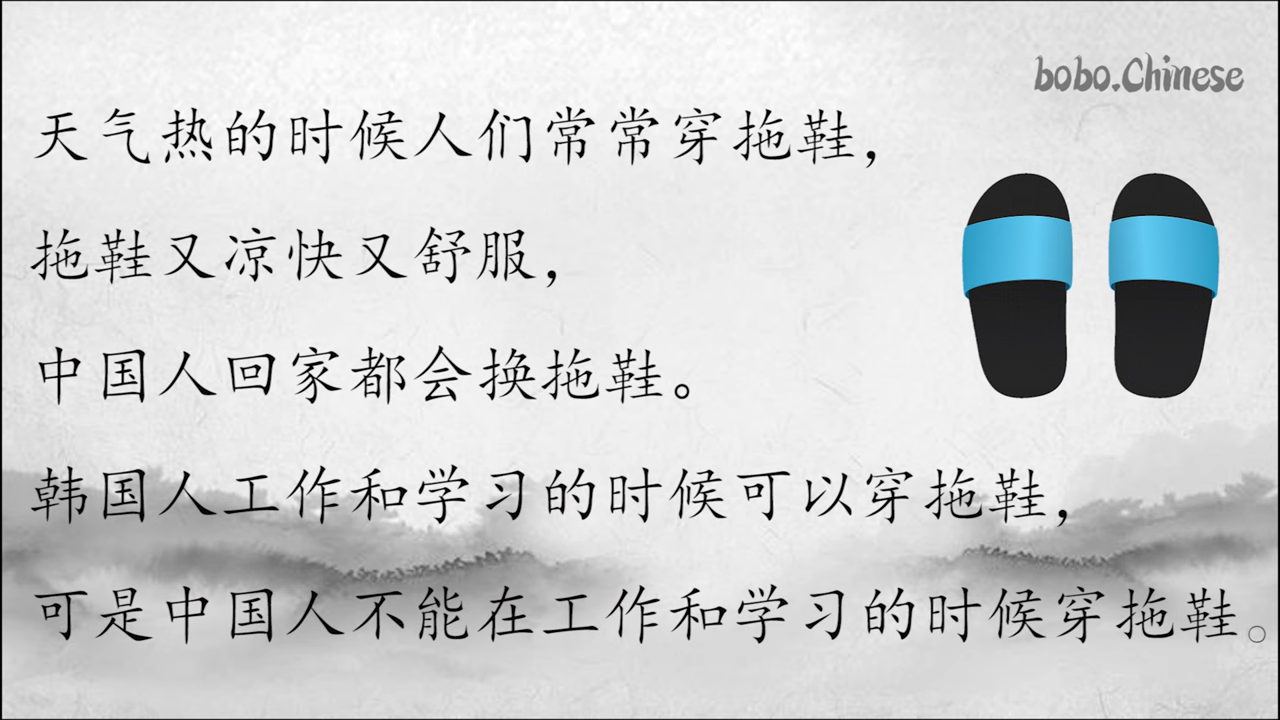 bobo.Chinese
天气热的时候人们常常穿拖鞋，
拖鞋又凉快又舒服，
中国人回家都会换拖鞋。
韩国人工作和学习的时候可以穿拖鞋，
可是中国人不能在工作和学习的时候穿拖鞋。